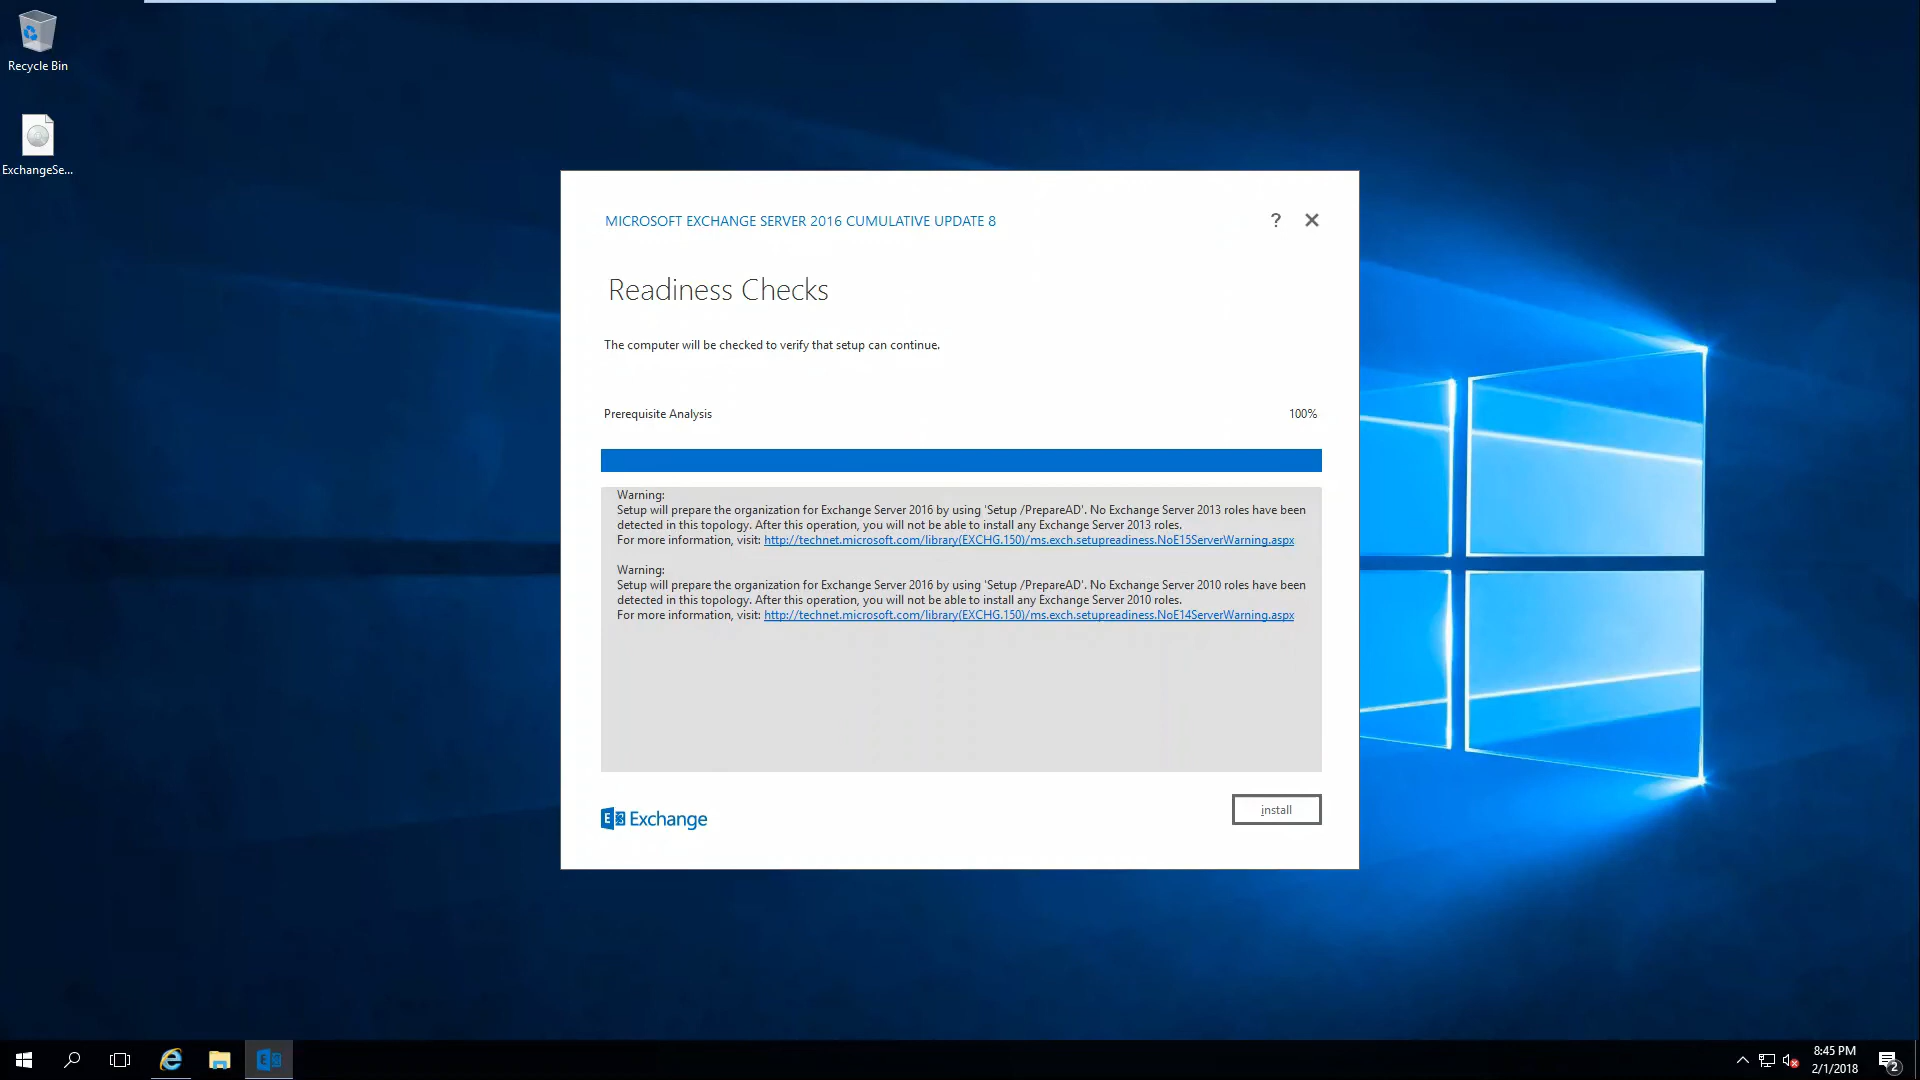 Recycle Bin
ExchangeSe...
MICROSOFT EXCHANGE SERVER 2016 CUMULATIVE UPDATE 8
?
Readiness Checks
The computer will be checked to verify that setup can continue.
Prerequisite Analysis 100%
Warning:
Setup will prepare the organization for Exchange Server 2016 by using 'Setup /PrepareAD'. No Exchange Server 2013 roles have been
detected in this topology. After this operation, you will not be able to install any Exchange Server 2013 roles.
For more information, visit: http://technet.microsoft.com/library(EXCHG.150)/ms.exch.setupreadiness.NoE15ServerWarning.aspx
Warning:
Setup will prepare the organization for Exchange Server 2016 by using 'Setup /PrepareAD'. No Exchange Server 2010 roles have been
detected in this topology. After this operation, you will not be able to install any Exchange Server 2010 roles.
For more information, visit: http://technet.microsoft.com/library(EXCHG.150)/ms.exch.setupreadiness.NoE14ServerWarning.aspx
install
E Exchange
E
8:45 PM
2/1/2018
2